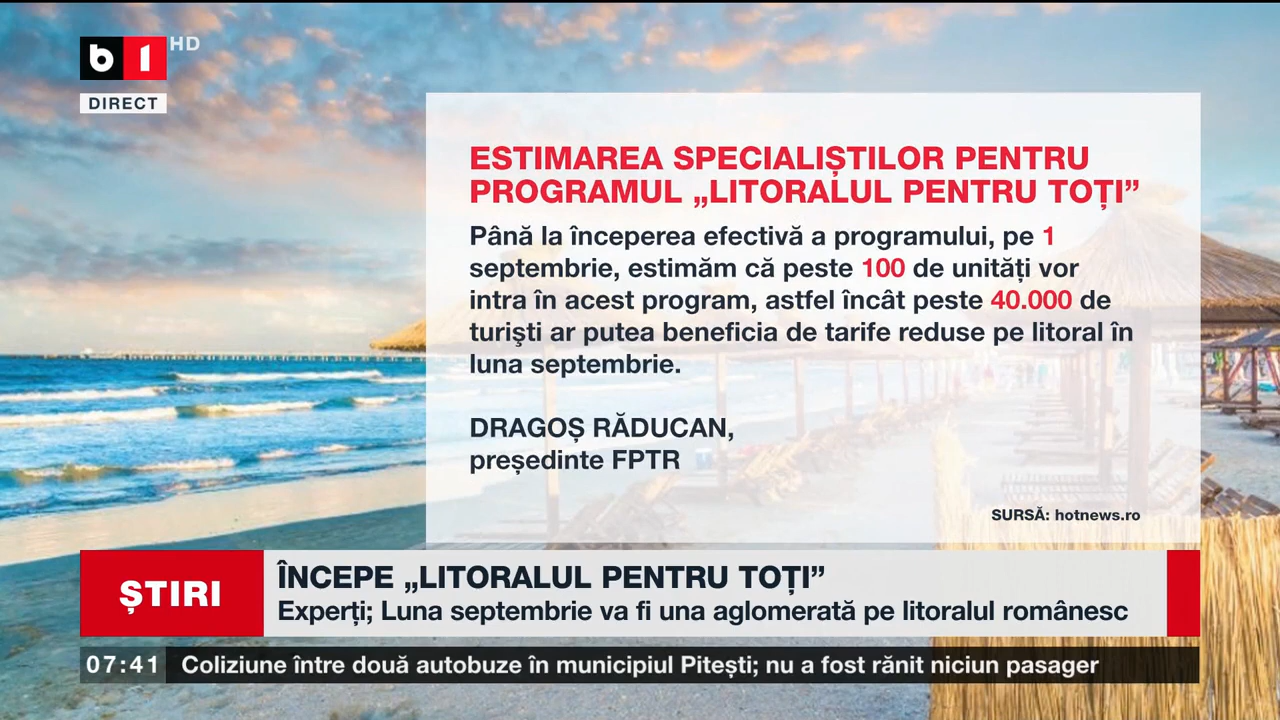 b1 HD
DIRECT
ESTIMAREA SPECIALIȘTILOR PENTRU
PROGRAMUL „LITORALUL PENTRU TOȚI”
Până la începerea efectivă a programului, pe 1
septembrie, estimăm că peste 100 de unități vor
intra în acest program, astfel încât peste 40.000 de
turişti ar putea beneficia de tarife reduse pe litoral în
luna septembrie.
DRAGOȘ RĂDUCAN,
președinte FPTR
SURSĂ: hotnews.ro
ȘTIRI
ÎNCEPE „LITORALUL PENTRU TOȚI”
Experți; Luna septembrie va fi una aglomerată pe litoralul românesc
07:41 Coliziune între două autobuze în municipiul Pitești; nu a fost rănit niciun pasager